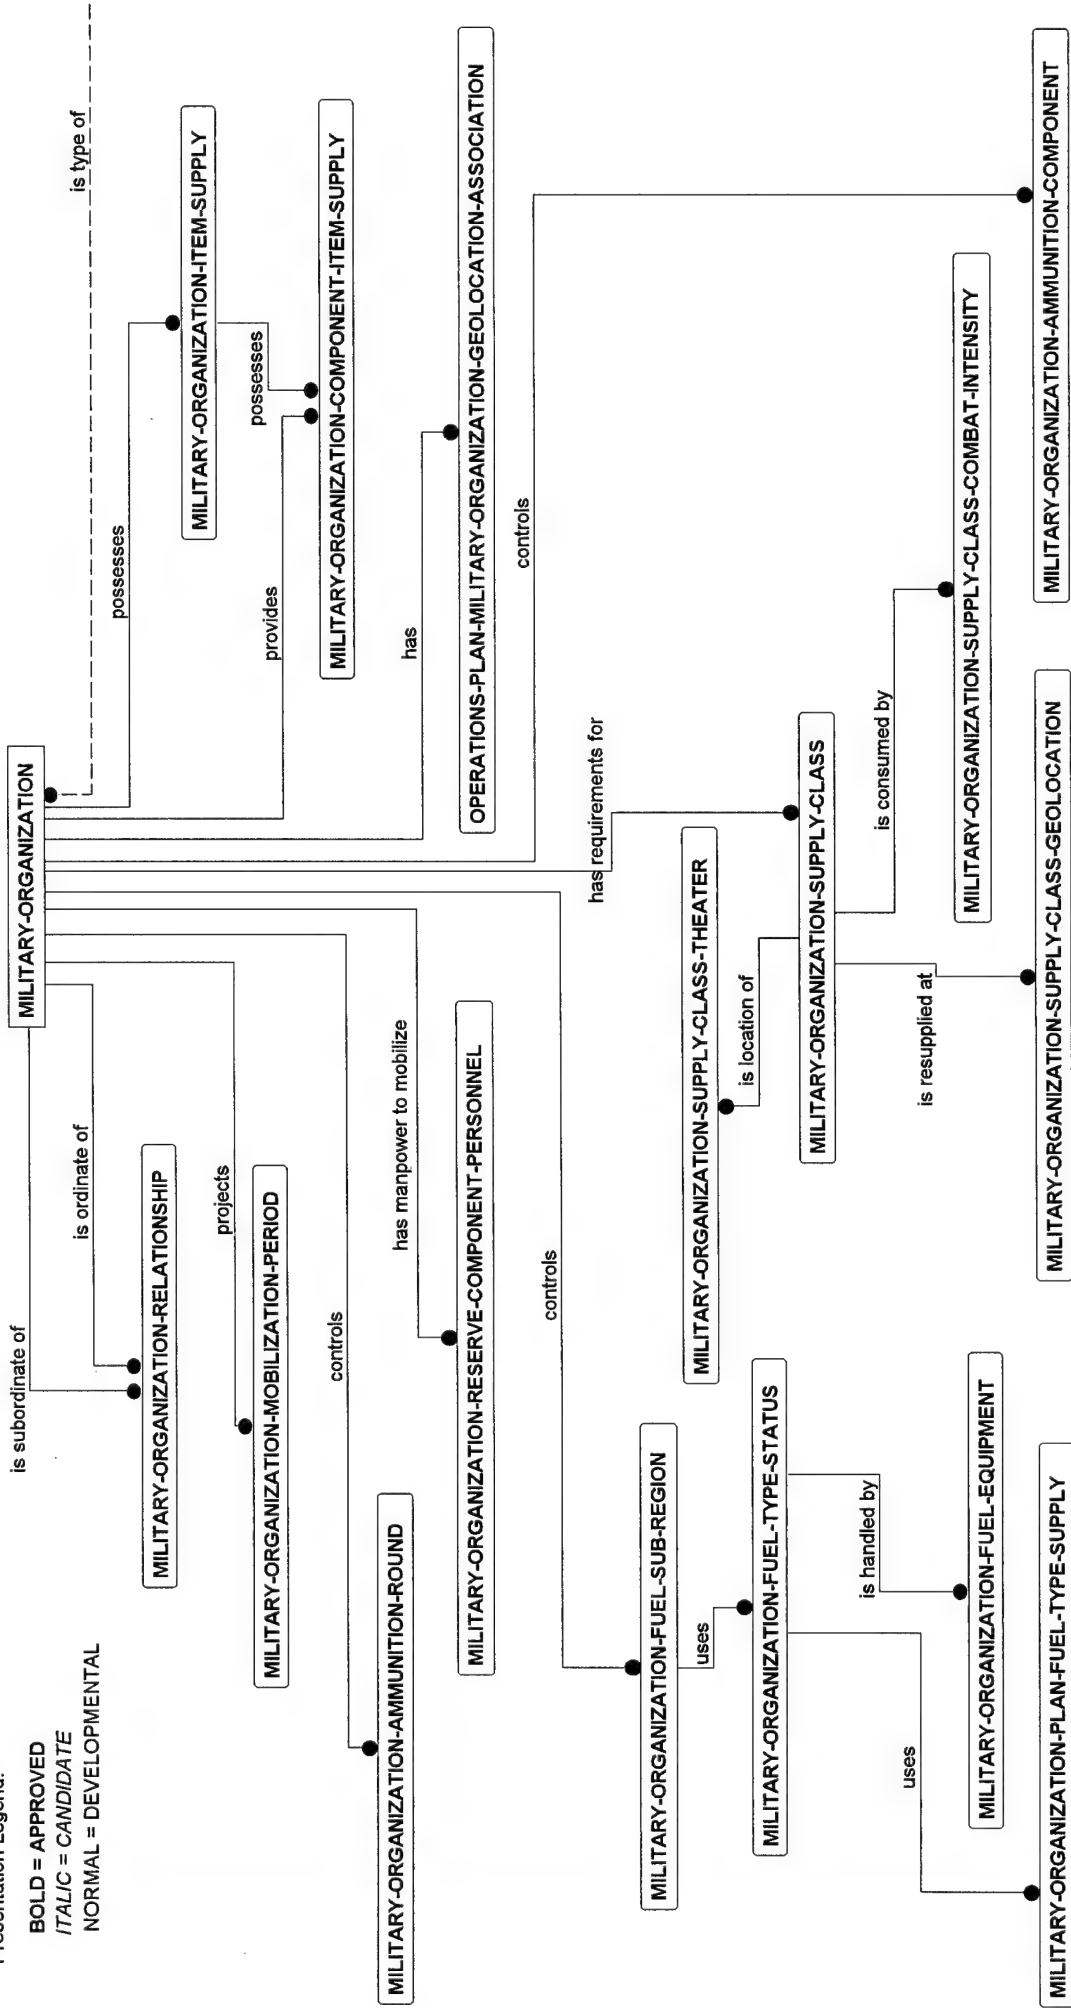 Presentation Legend:
BOLD = APPROVED
ITALIC = CANDIDATE
NORMAL = DEVELOPMENTAL
is subordinate of
MILITARY-ORGANIZATION
is type of
is ordinate of
possesses
MILITARY-ORGANIZATION-RELATIONSHIP
MILITARY-ORGANIZATION-ITEM-SUPPLY
projects
provides
possesses
MILITARY-ORGANIZATION-MOBILIZATION-PERIOD
MILITARY-ORGANIZATION-COMPONENT-ITEM-SUPPLY
controls
has manpower to mobilize
has
MILITARY-ORGANIZATION-AMMUNITION-ROUND
MILITARY-ORGANIZATION-RESERVE-COMPONENT-PERSONNEL
OPERATIONS-PLAN-MILITARY-ORGANIZATION-GEOLOCATION-ASSOCIATION
controls
controls
has requirements for
MILITARY-ORGANIZATION-FUEL-SUB-REGION
MILITARY-ORGANIZATION-SUPPLY-CLASS-THEATER
uses
is location of
MILITARY-ORGANIZATION-FUEL-TYPE-STATUS
MILITARY-ORGANIZATION-SUPPLY-CLASS
is handled by
is consumed by
uses
is resupplied at
MILITARY-ORGANIZATION-FUEL-EQUIPMENT
MILITARY-ORGANIZATION-SUPPLY-CLASS-COMBAT-INTENSITY
MILITARY-ORGANIZATION-PLAN-FUEL-TYPE-SUPPLY
MILITARY-ORGANIZATION-SUPPLY-CLASS-GEOLOCATION
MILITARY-ORGANIZATION-AMMUNITION-COMPONENT